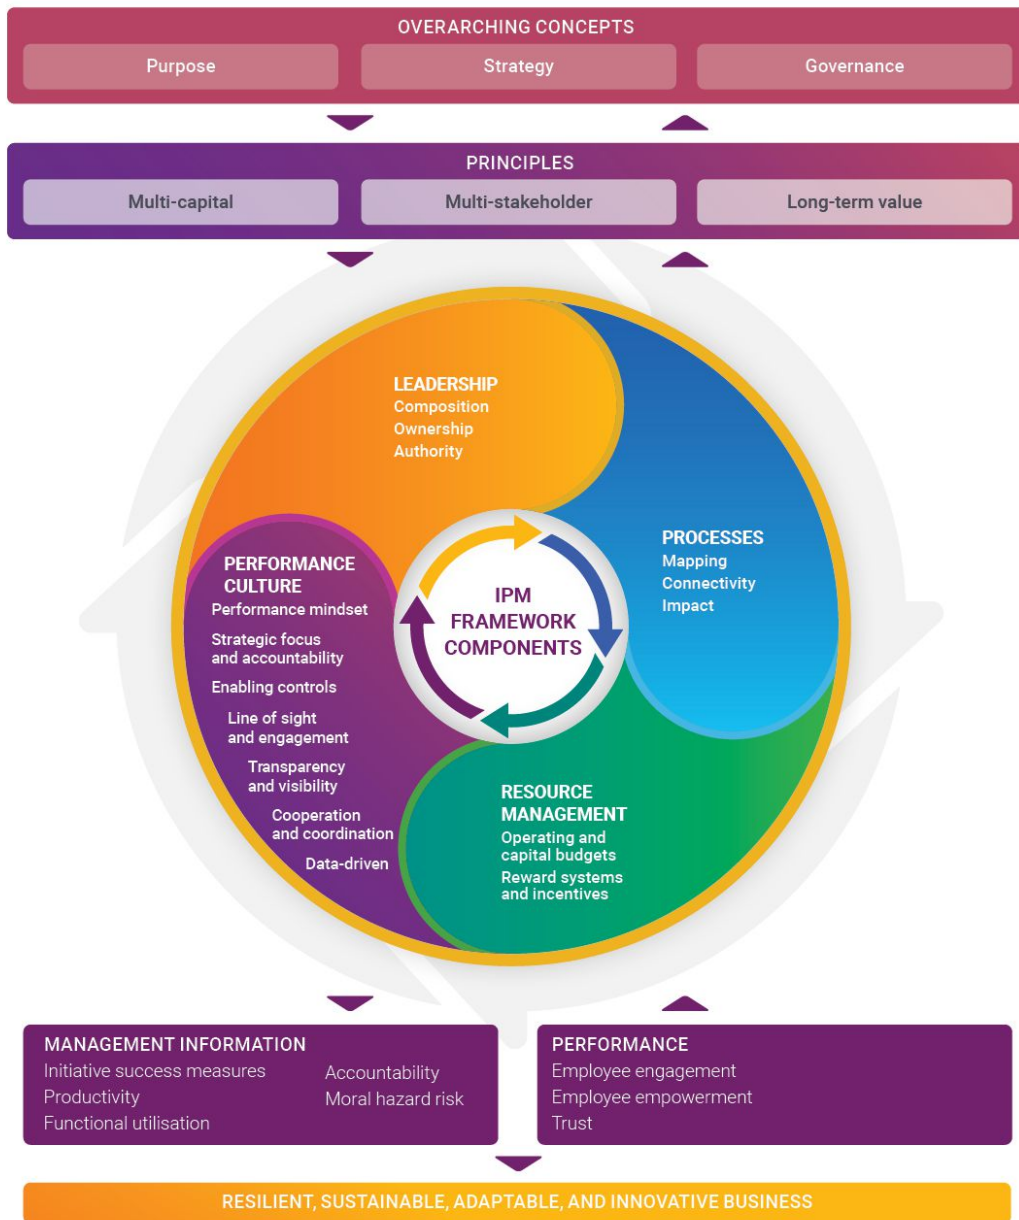 OVERARCHING CONCEPTS
Purpose
Strategy
Governance
PRINCIPLES
Multi-capital
Multi-stakeholder
Long-term value
LEADERSHIP
Composition
Ownership
Authority
PROCESSES
Mapping
Connectivity
Impact
RESOURCE
MANAGEMENT
Operating and
capital budgets
Reward systems
and incentives
PERFORMANCE
CULTURE
Performance mindset
Strategic focus
and accountability
Enabling controls
Line of sight
and engagement
Transparency
and visibility
Cooperation
and coordination
Data-driven
IPM
FRAMEWORK
COMPONENTS
MANAGEMENT INFORMATION
Initiative success measures
Productivity
Functional utilisation
Accountability
Moral hazard risk
PERFORMANCE
Employee engagement
Employee empowerment
Trust
RESILIENT, SUSTAINABLE, ADAPTABLE, AND INNOVATIVE BUSINESS